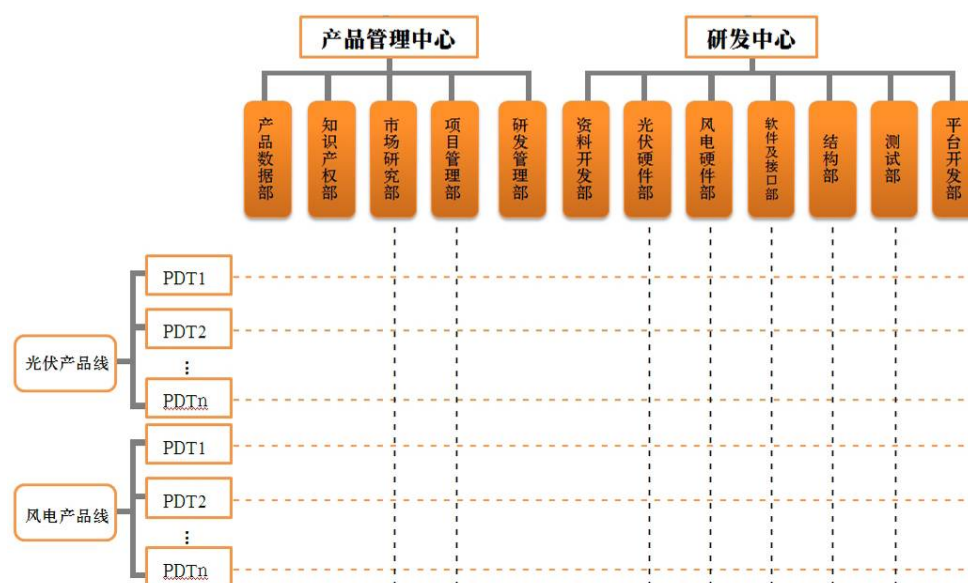 产品管理中心
研发中心
产品数据部
知识产权部
市场研究部
项目管理部
研发管理部
资料开发部
光伏硬件部
风电硬件部
软件及接口部
结构部
测试部
平台开发部
光伏产品线
PDT1
PDT2
⋮
PDTn
风电产品线
PDT1
PDT2
⋮
PDTn